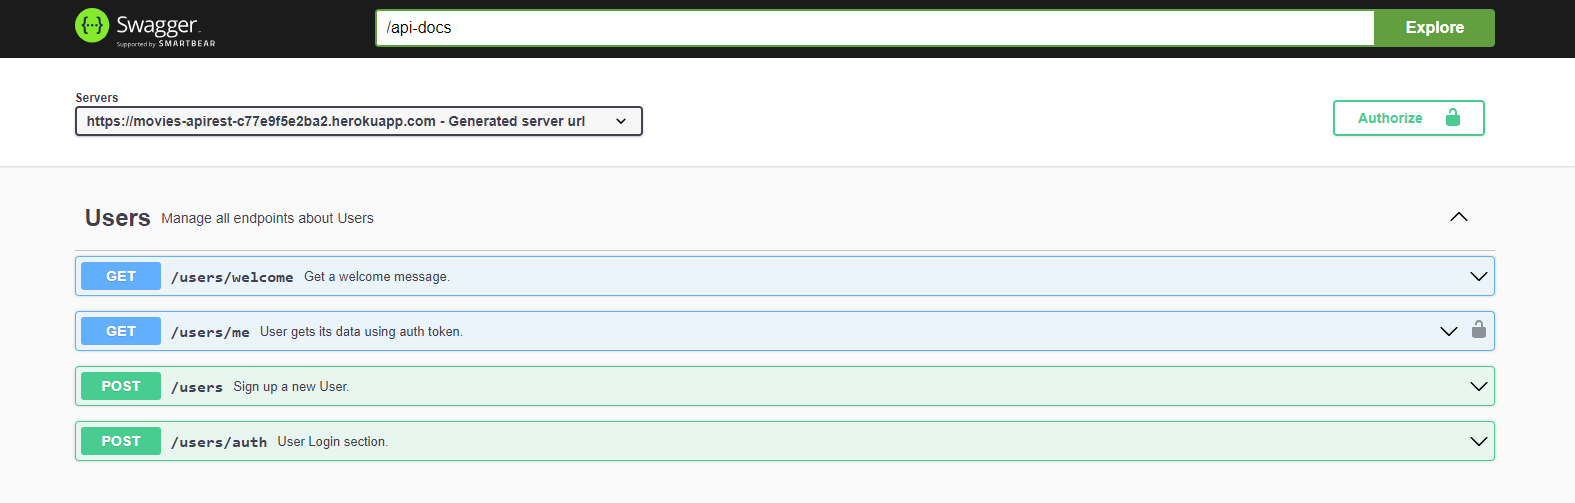 Swagger
Supported by SMARTBEAR
/api-docs
Explore
Servers
https://movies-apirest-c77e9f5e2ba2.herokuapp.com - Generated server url
Authorize
Users Manage all endpoints about Users
GET /users/welcome Get a welcome message.
GET /users/me User gets its data using auth token.
POST /users Sign up a new User.
POST /users/auth User Login section.